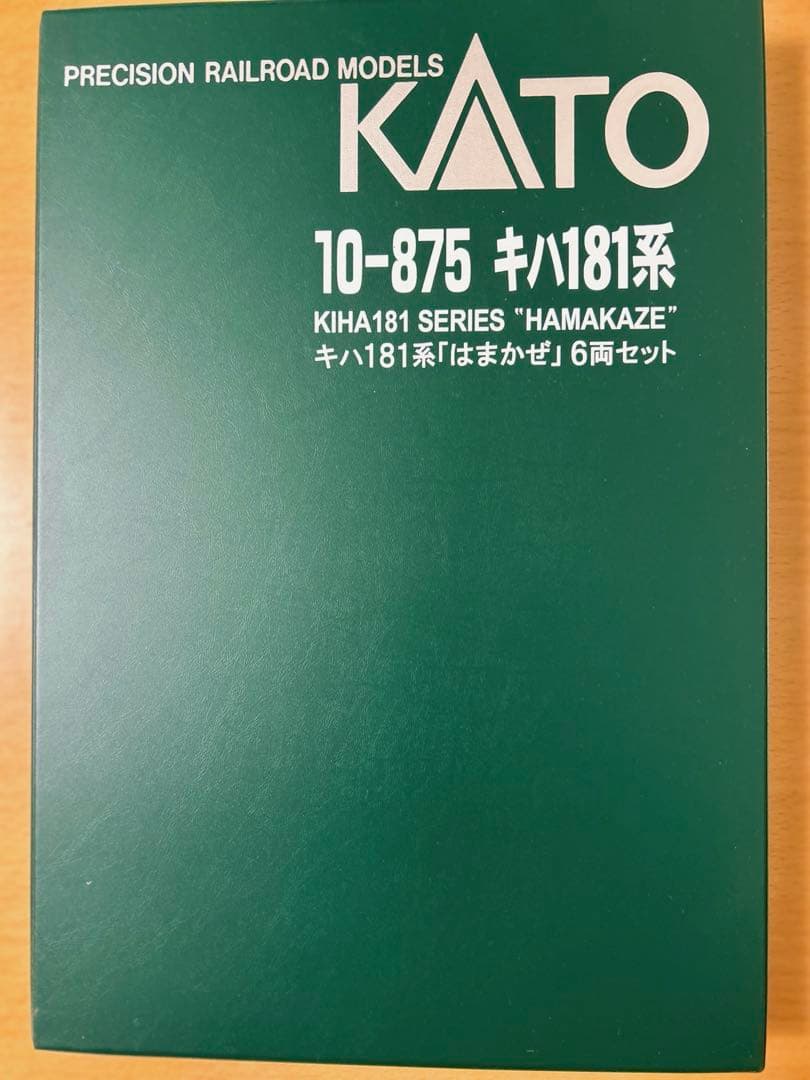 PRECISION RAILROAD MODELS
KATO
10-875 キハ181系
KIHA181 SERIES “HAMAKAZE”
キハ181系「はまかぜ」6両セット